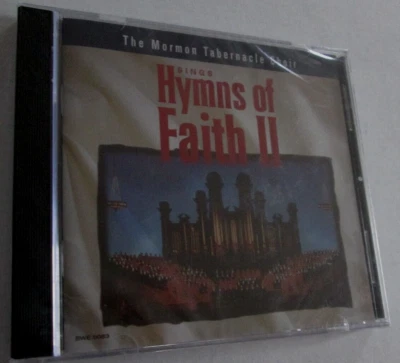 The Mormon Tabernacle Choir
SINGS
Hymns of
Faith II